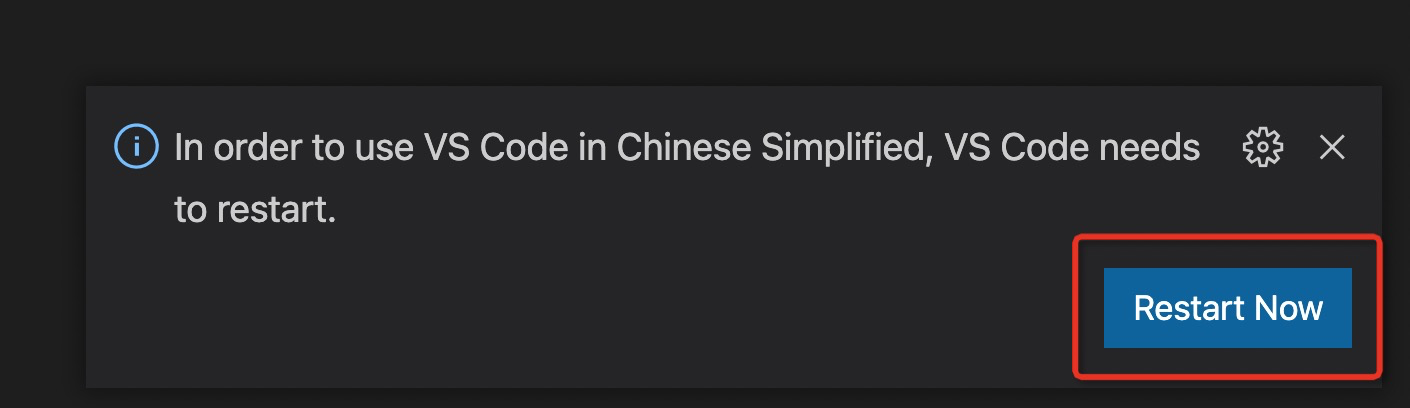 In order to use VS Code in Chinese Simplified, VS Code needs
to restart.
Restart Now